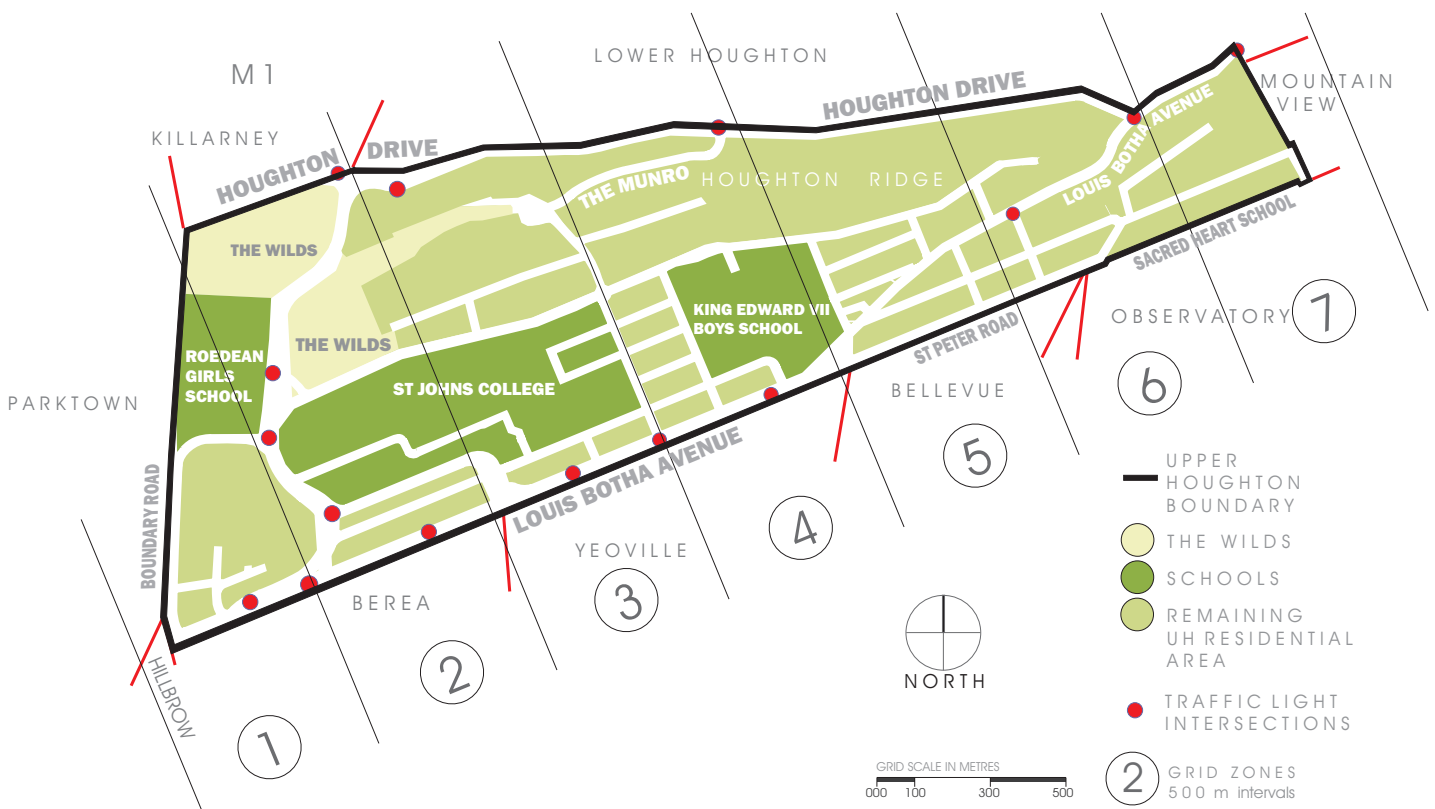 M 1
LOWER HOUGHTON
KILLARNEY
HOUGHTON DRIVE
HOUGHTON DRIVE
MOUNTAIN
VIEW
LOUIS BOTHA AVENUE
THE MUNRO
HOUGHTON RIDGE
THE WILDS
THE WILDS
SACRED HEART SCHOOL
KING EDWARD VII
BOYS SCHOOL
ROEDEAN
GIRLS
SCHOOL
ST JOHNS COLLEGE
PARKTOWN
ST PETER ROAD
OBSERVATORY
BELLEVUE
BOUNDARY ROAD
LOUIS BOTHA AVENUE
YEOVILLE
BEREA
HILLBROW
1
2
3
4
5
6
7
UPPER
HOUGHTON
BOUNDARY
THE WILDS
SCHOOLS
REMAINING
UH RESIDENTIAL
AREA
TRAFFIC LIGHT
INTERSECTIONS
2
GRID ZONES
500 m intervals
NORTH
GRID SCALE IN METRES
000 100 300 500